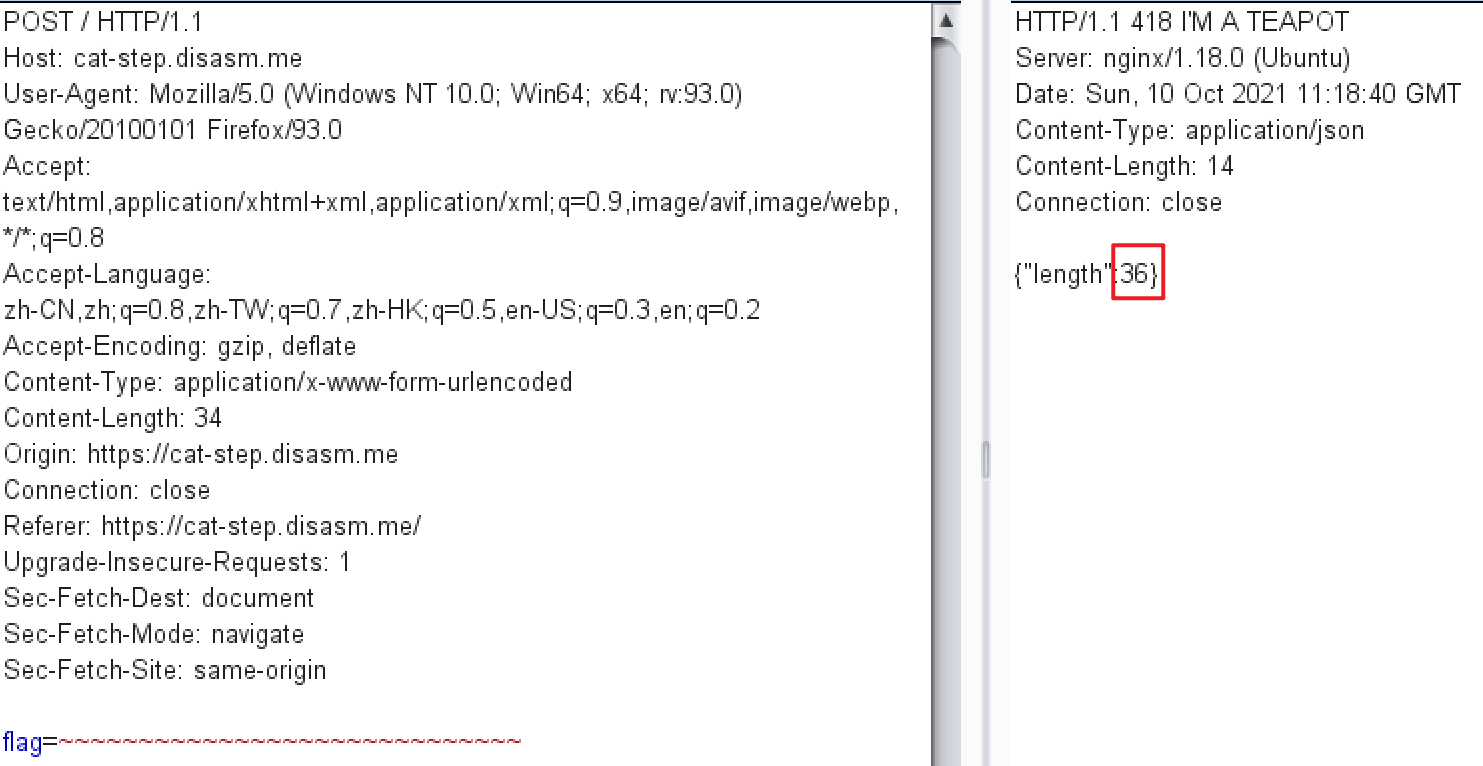 POST / HTTP/1.1
Host: cat-step.disasm.me
User-Agent: Mozilla/5.0 (Windows NT 10.0; Win64; x64; rv:93.0)
Gecko/20100101 Firefox/93.0
Accept:
text/html,application/xhtml+xml,application/xml;q=0.9,image/avif,image/webp,
*/*;q=0.8
Accept-Language:
zh-CN,zh;q=0.8,zh-TW;q=0.7,zh-HK;q=0.5,en-US;q=0.3,en;q=0.2
Accept-Encoding: gzip, deflate
Content-Type: application/x-www-form-urlencoded
Content-Length: 34
Origin: https://cat-step.disasm.me
Connection: close
Referer: https://cat-step.disasm.me/
Upgrade-Insecure-Requests: 1
Sec-Fetch-Dest: document
Sec-Fetch-Mode: navigate
Sec-Fetch-Site: same-origin
flag=~~~~~~~~~~~~~~~~~~~~~~~~~~~~~
HTTP/1.1 418 I'M A TEAPOT
Server: nginx/1.18.0 (Ubuntu)
Date: Sun, 10 Oct 2021 11:18:40 GMT
Content-Type: application/json
Content-Length: 14
Connection: close
{"length":36}